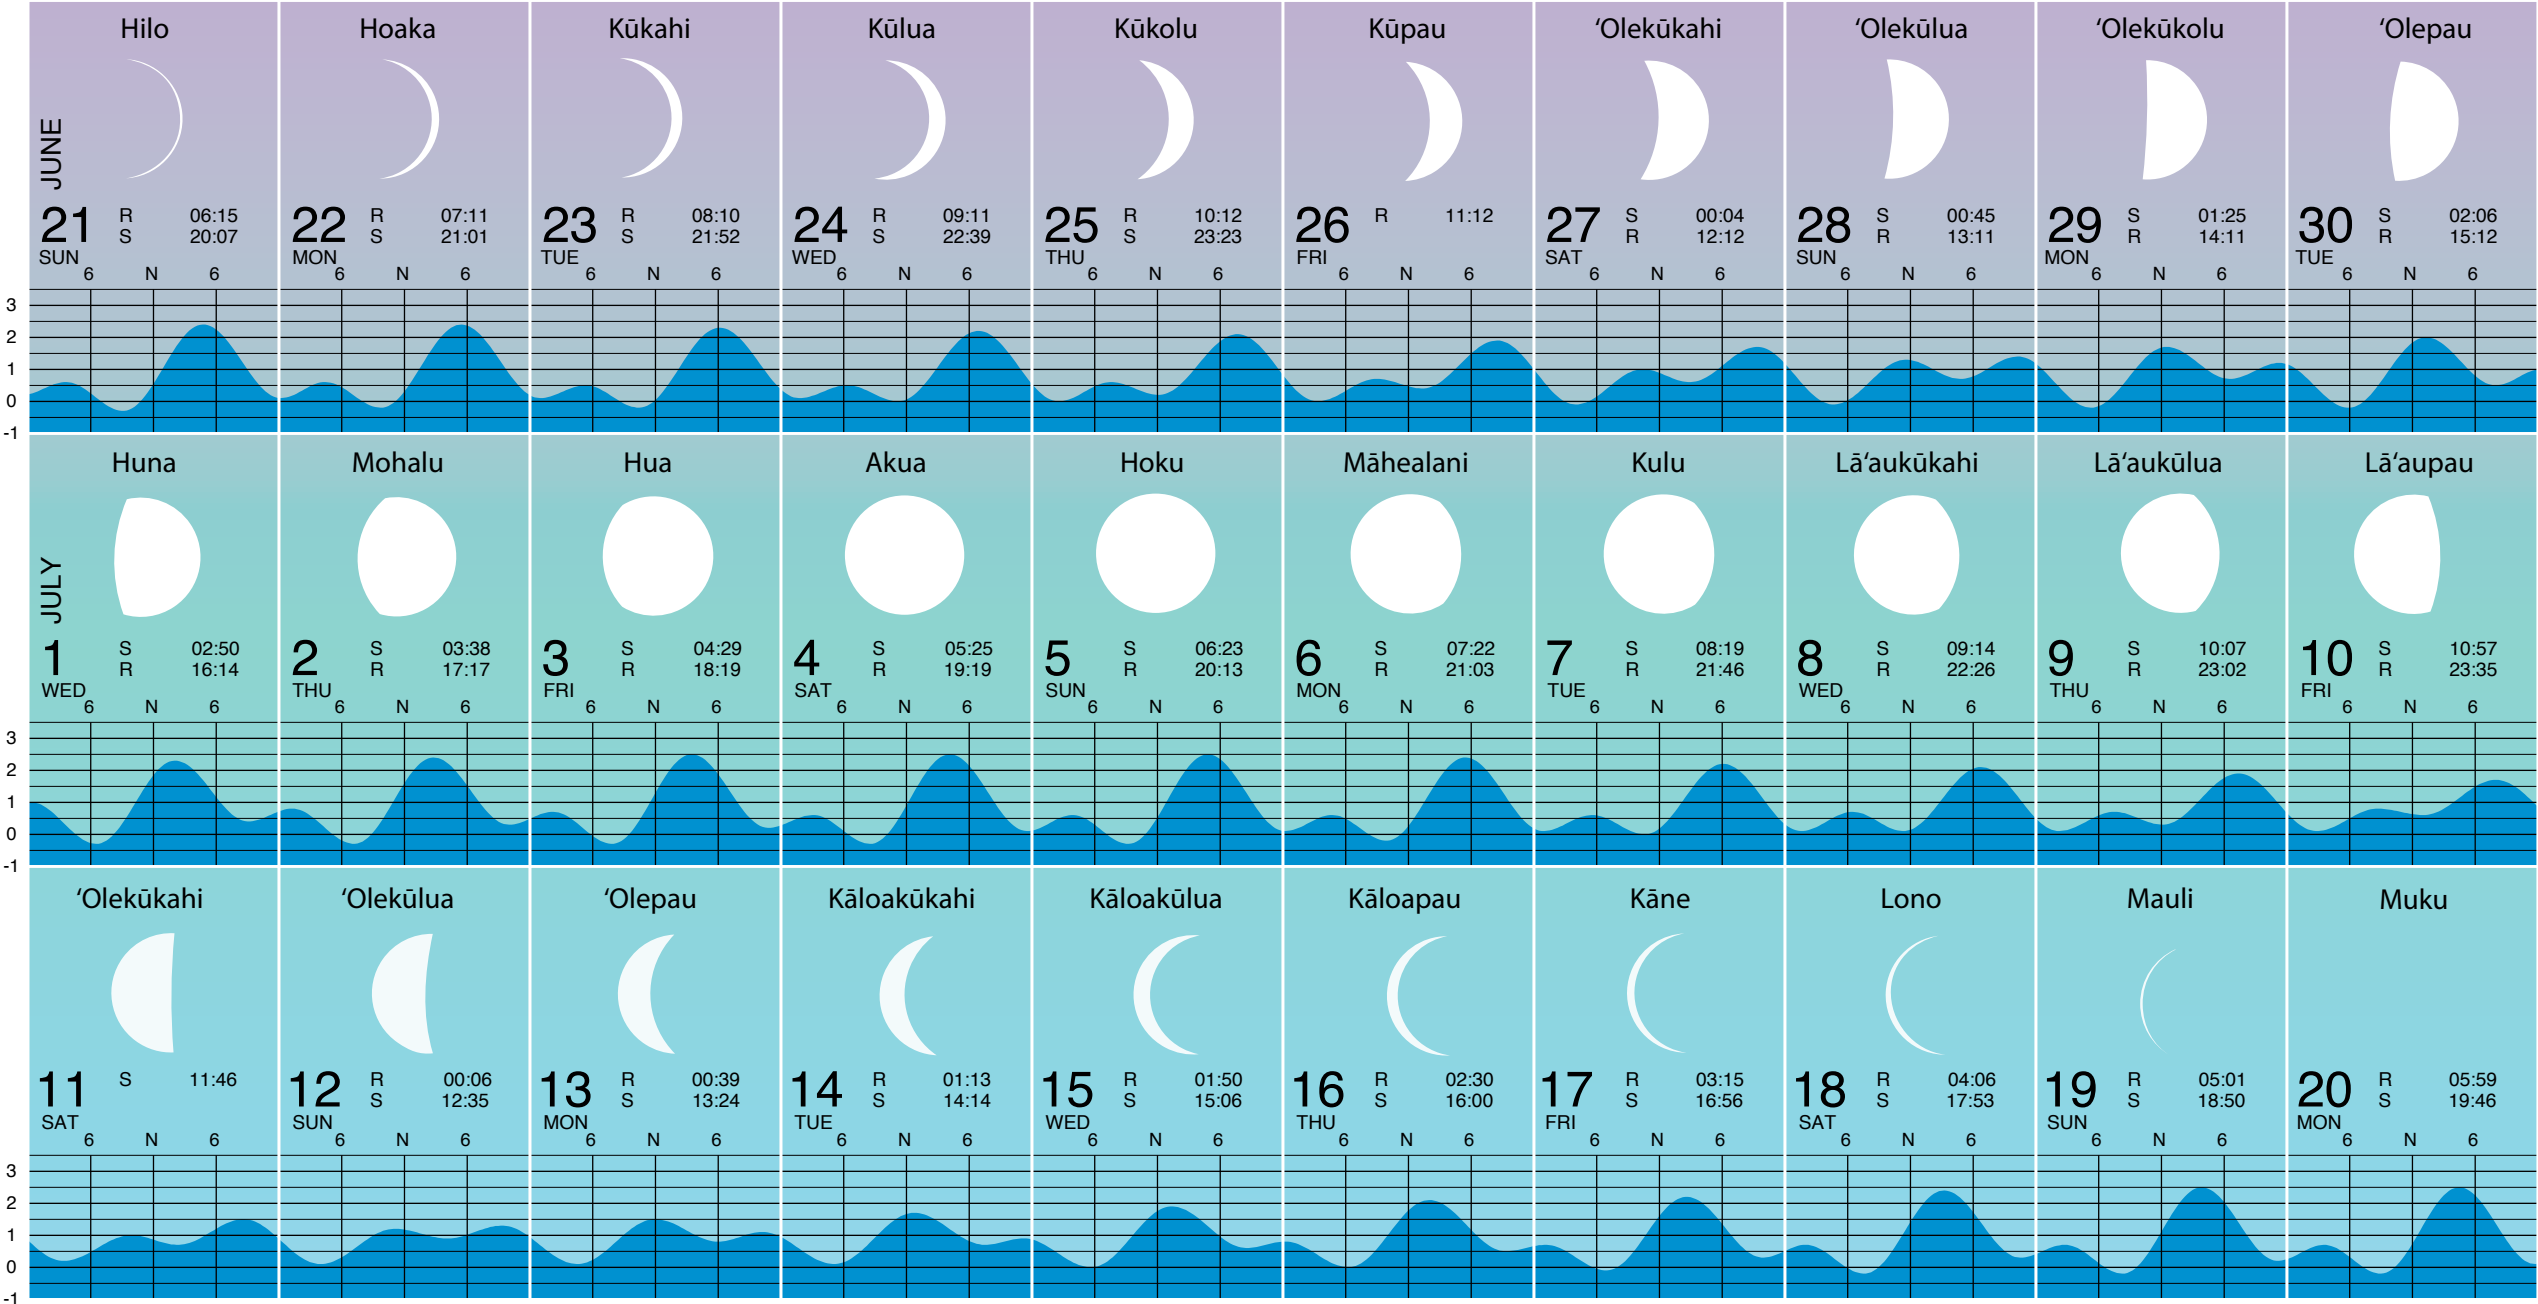 Hilo Hoaka Kūkahi Kūlua Kūkolu Kūpau ʻOlekūkahi ʻOlekūlua ʻOlekūkolu ʻOlepau
JUNE
21 R 06:15 22 R 07:11 23 R 08:10 24 R 09:11 25 R 10:12 26 R 11:12 27 S 00:04 28 S 00:45 29 S 01:25 30 S 02:06
S 20:07 S 21:01 S 21:52 S 22:39 S 23:23 R 12:12 R 13:11 R 14:11 R 15:12
SUN MON TUE WED THU FRI SAT SUN MON TUE
6 N 6 6 N 6 6 N 6 6 N 6 6 N 6 6 N 6 6 N 6 6 N 6 6 N 6 6 N 6
3
2
1
0
-1
Huna Mohalu Hua Akua Hoku Māhealani Kulu Lāʻaukūkahi Lāʻaukūlua Lāʻaupau
JULY
1 S 02:50 2 S 03:38 3 S 04:29 4 S 05:25 5 S 06:23 6 S 07:22 7 S 08:19 8 S 09:14 9 S 10:07 10 S 10:57
R 16:14 R 17:17 R 18:19 R 19:19 R 20:13 R 21:03 R 21:46 R 22:26 R 23:02 R 23:35
WED THU FRI SAT SUN MON TUE WED THU FRI
6 N 6 6 N 6 6 N 6 6 N 6 6 N 6 6 N 6 6 N 6 6 N 6 6 N 6 6 N 6
3
2
1
0
-1
ʻOlekūkahi ʻOlekūlua ʻOlepau Kāloakūkahi Kāloakūlua Kāloapau Kāne Lono Mauli Muku
11 S 11:46 12 R 00:06 13 R 00:39 14 R 01:13 15 R 01:50 16 R 02:30 17 R 03:15 18 R 04:06 19 R 05:01 20 R 05:59
S 12:35 S 13:24 S 14:14 S 15:06 S 16:00 S 16:56 S 17:53 S 18:50 S 19:46
SAT SUN MON TUE WED THU FRI SAT SUN MON
6 N 6 6 N 6 6 N 6 6 N 6 6 N 6 6 N 6 6 N 6 6 N 6 6 N 6 6 N 6
3
2
1
0
-1